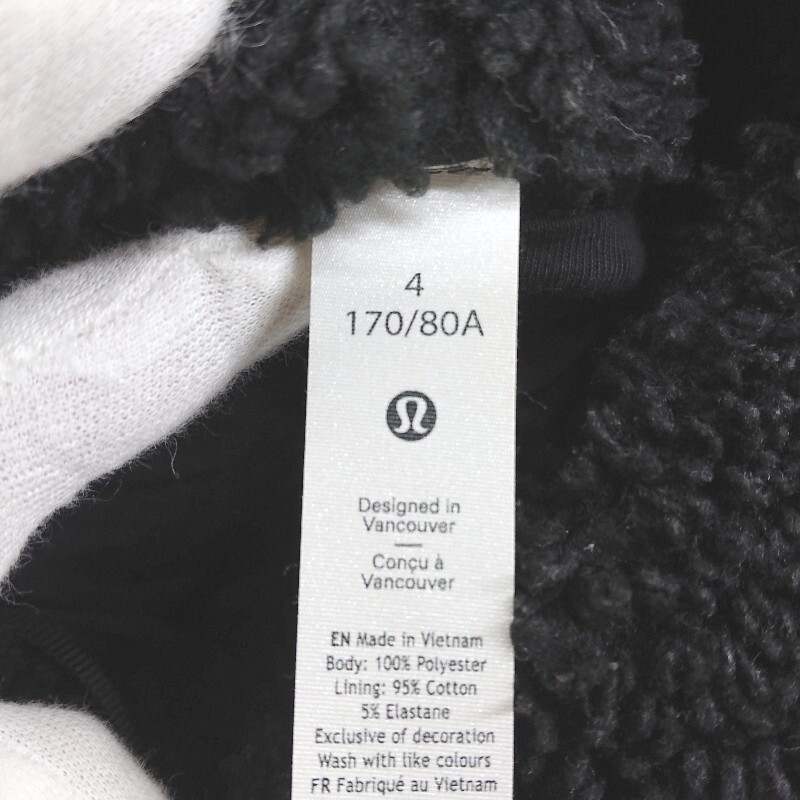 4
170/80A
Designed in
Vancouver
Conçu à
Vancouver
EN Made in Vietnam
Body: 100% Polyester
Lining: 95% Cotton
5% Elastane
Exclusive of decoration
Wash with like colours
FR Fabriqué au Vietnam